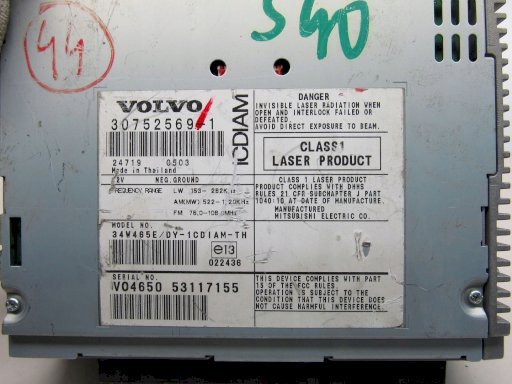 44
S40
VOLVO
30752569-1
24719 0503
Made in Thailand
12V NEG.GROUND
FREQUENCY RANGE LW 153-282K
AM(MW) 522-1,
FM 76.0-108.0MHz
MODEL NO.
34W465E/DY-1CDIAM-TH
e13
022436
SERIAL NO.
V04650 53117155
1CDIAM
DANGER
INVISIBLE LASER RADIATION WHEN
OPEN AND INTERLOCK FAILED OR
DEFEATED.
AVOID DIRECT EXPOSURE TO BEAM.
CLASS1
LASER PRODUCT
CLASS 1 LASER PRODUCT
PRODUCT COMPLIES WITH DHHS
RULES 21 CFR SUBCHAPTER J PART
1040:10 AT DATE OF MANUFACTURE.
MANUFACTURED
MITSUBISHI ELECTRIC CO.
THIS DEVICE COMPLIES WITH PART
15 OF THE FCC RULES.
OPERATION IS SUBJECT TO THE
CONDITION THAT THIS DEVICE DOES
NOT CAUSE HARMFUL INTERFERENCE.